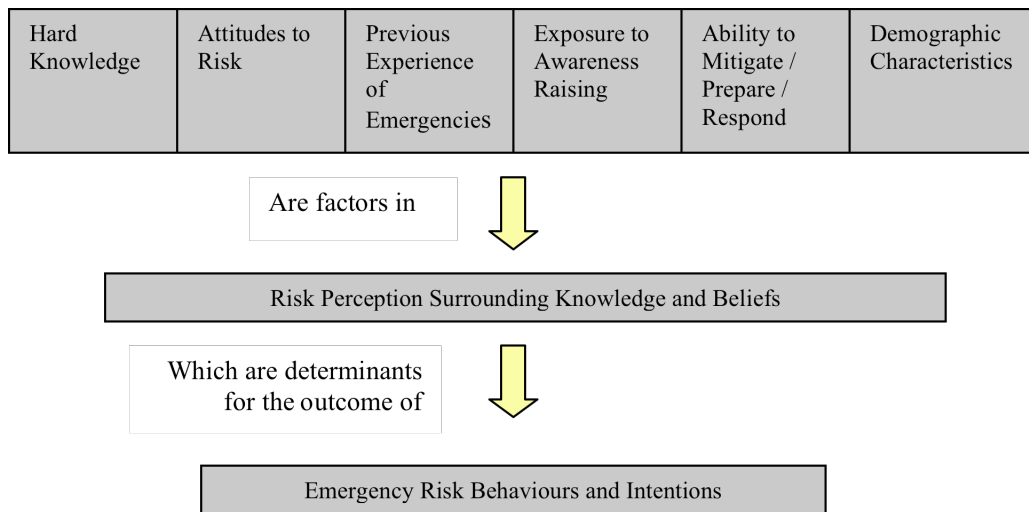 Hard
Knowledge
Attitudes to
Risk
Previous
Experience
of
Emergencies
Exposure to
Awareness
Raising
Ability to
Mitigate /
Prepare /
Respond
Demographic
Characteristics
Are factors in
Risk Perception Surrounding Knowledge and Beliefs
Which are determinants
for the outcome of
Emergency Risk Behaviours and Intentions